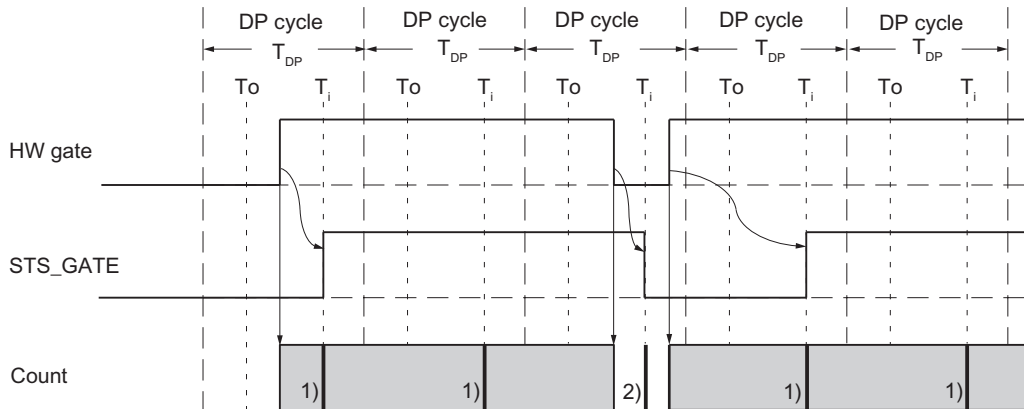 DP cycle DP cycle DP cycle DP cycle DP cycle
T_DP T_DP T_DP T_DP T_DP
To T_i To T_i To T_i To T_i To T_i
HW gate
STS_GATE
Count
1) 1) 2) 1) 1)